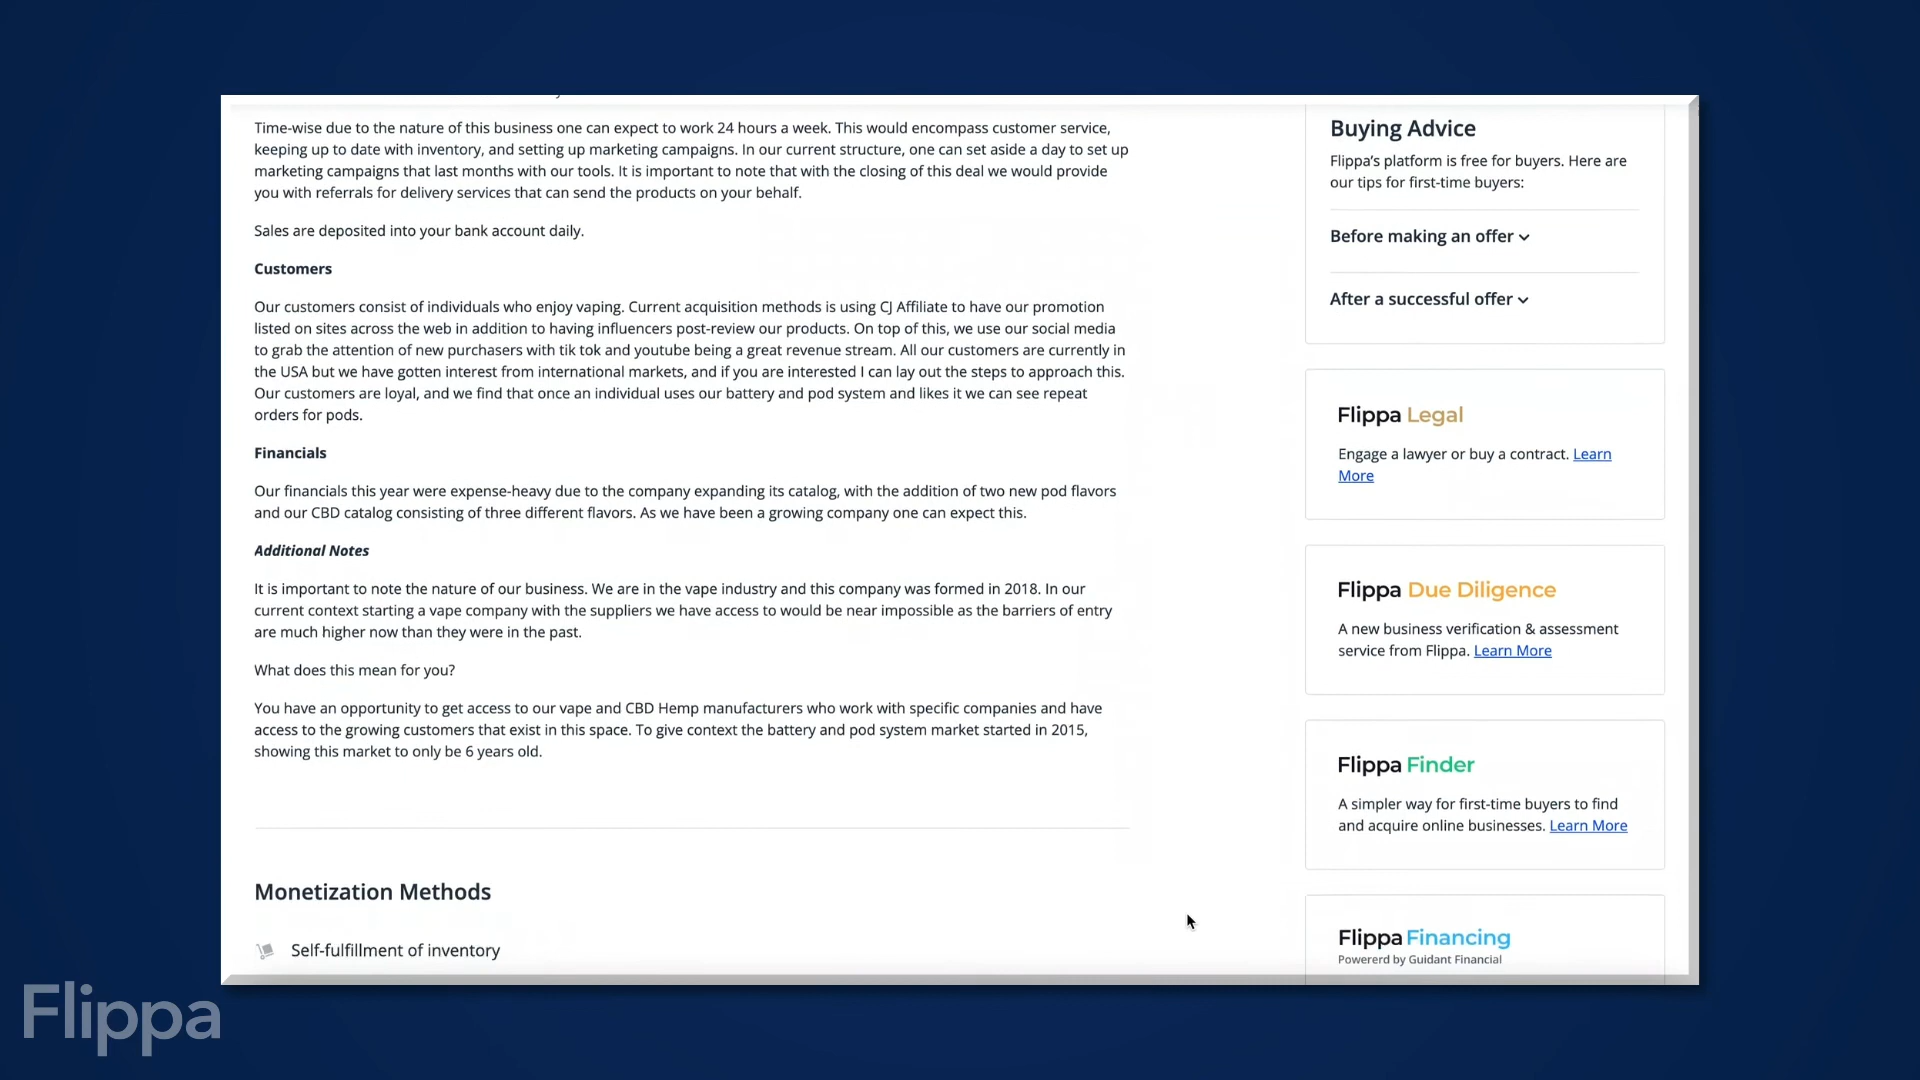 Time-wise due to the nature of this business one can expect to work 24 hours a week. This would encompass customer service,
keeping up to date with inventory, and setting up marketing campaigns. In our current structure, one can set aside a day to set up
marketing campaigns that last months with our tools. It is important to note that with the closing of this deal we would provide
you with referrals for delivery services that can send the products on your behalf.
Sales are deposited into your bank account daily.
Customers
Our customers consist of individuals who enjoy vaping. Current acquisition methods is using CJ Affiliate to have our promotion
listed on sites across the web in addition to having influencers post-review our products. On top of this, we use our social media
to grab the attention of new purchasers with tik tok and youtube being a great revenue stream. All our customers are currently in
the USA but we have gotten interest from international markets, and if you are interested I can lay out the steps to approach this.
Our customers are loyal, and we find that once an individual uses our battery and pod system and likes it we can see repeat
orders for pods.
Financials
Our financials this year were expense-heavy due to the company expanding its catalog, with the addition of two new pod flavors
and our CBD catalog consisting of three different flavors. As we have been a growing company one can expect this.
Additional Notes
It is important to note the nature of our business. We are in the vape industry and this company was formed in 2018. In our
current context starting a vape company with the suppliers we have access to would be near impossible as the barriers of entry
are much higher now than they were in the past.
What does this mean for you?
You have an opportunity to get access to our vape and CBD Hemp manufacturers who work with specific companies and have
access to the growing customers that exist in this space. To give context the battery and pod system market started in 2015,
showing this market to only be 6 years old.
Monetization Methods
Self-fulfillment of inventory
Buying Advice
Flippa's platform is free for buyers. Here are
our tips for first-time buyers:
Before making an offer
After a successful offer
Flippa Legal
Engage a lawyer or buy a contract. Learn
More
Flippa Due Diligence
A new business verification & assessment
service from Flippa. Learn More
Flippa Finder
A simpler way for first-time buyers to find
and acquire online businesses. Learn More
Flippa Financing
Powererd by Guidant Financial
Flippa